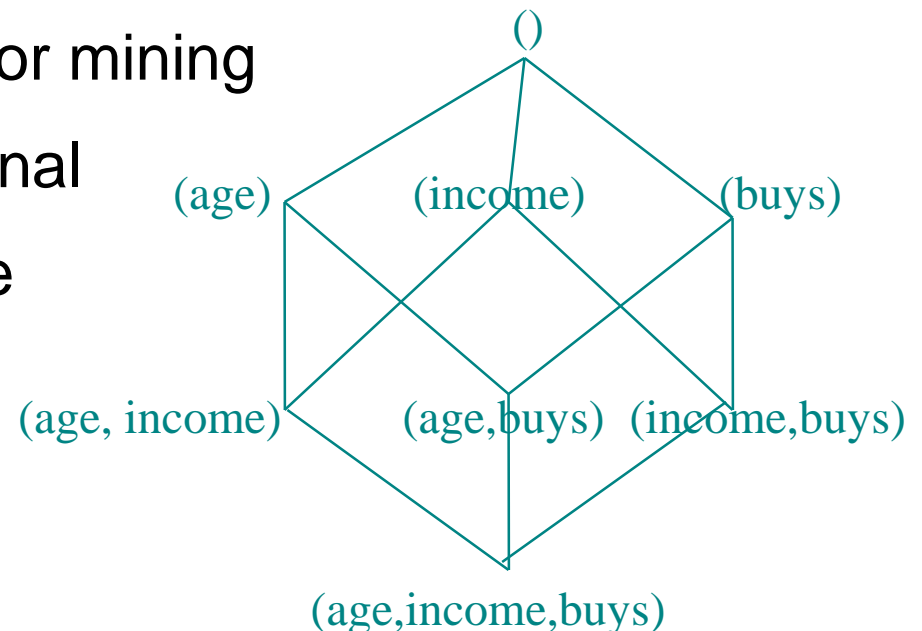 or mining
nal
e
()
(age) (income) (buys)
(age, income) (age,buys) (income,buys)
(age,income,buys)